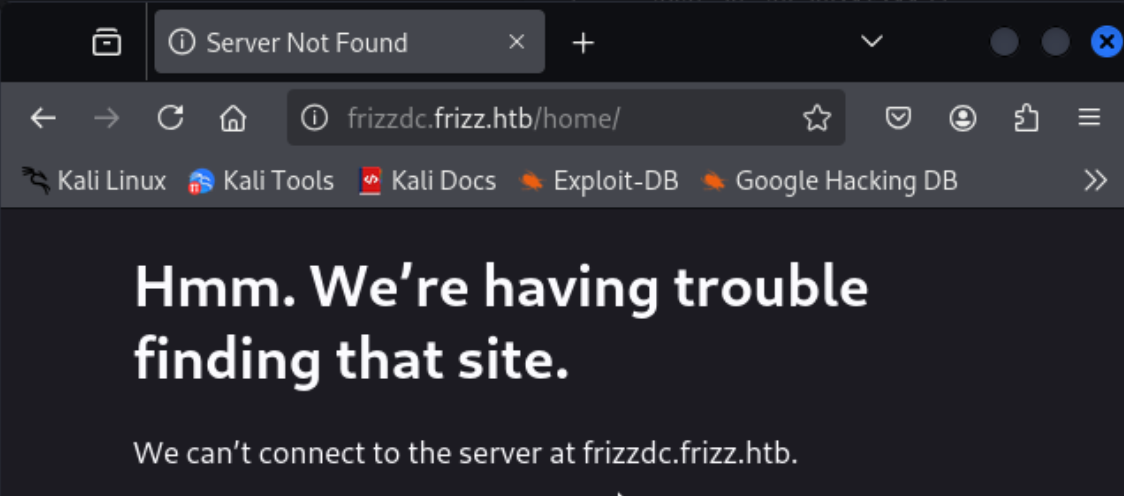 Server Not Found
frizzdc.frizz.htb/home/
Kali Linux Kali Tools Kali Docs Exploit-DB Google Hacking DB
Hmm. We’re having trouble
finding that site.
We can’t connect to the server at frizzdc.frizz.htb.